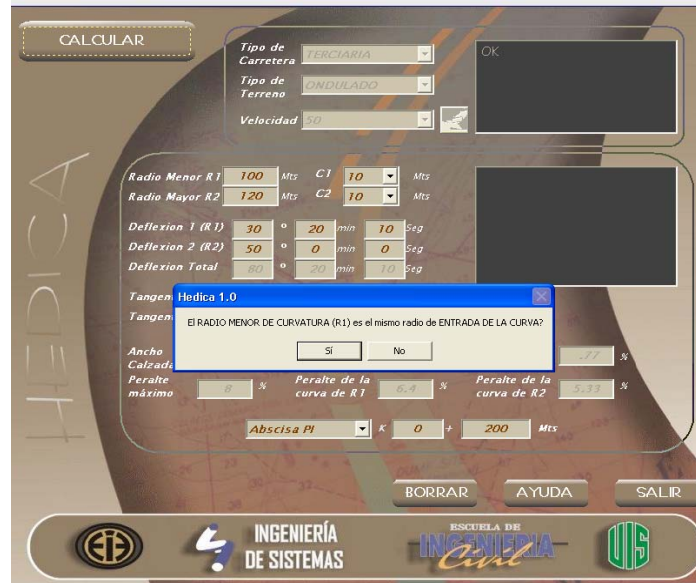 CALCULAR
Tipo de Carretera TERCIARIA
Tipo de Terreno ONDULADO
Velocidad 50
OK
HEDICA
Radio Menor R1 100 Mts C1 10 Mts
Radio Mayor R2 120 Mts C2 10 Mts
Deflexion 1 (R1) 30 º 20 min 10 Seg
Deflexion 2 (R2) 50 º 0 min 0 Seg
Deflexion Total 80 º 20 min 10 Seg
Hedica 1.0
El RADIO MENOR DE CURVATURA (R1) es el mismo radio de ENTRADA DE LA CURVA?
Sí No
Ancho Calzada
.77 %
Peralte máximo 8 % Peralte de la curva de R1 6.4 % Peralte de la curva de R2 5.33 %
Abscisa PI K 0 + 200 Mts
BORRAR AYUDA SALIR
INGENIERÍA
DE SISTEMAS
ESCUELA DE
INGENIERIA
Civil
UIS